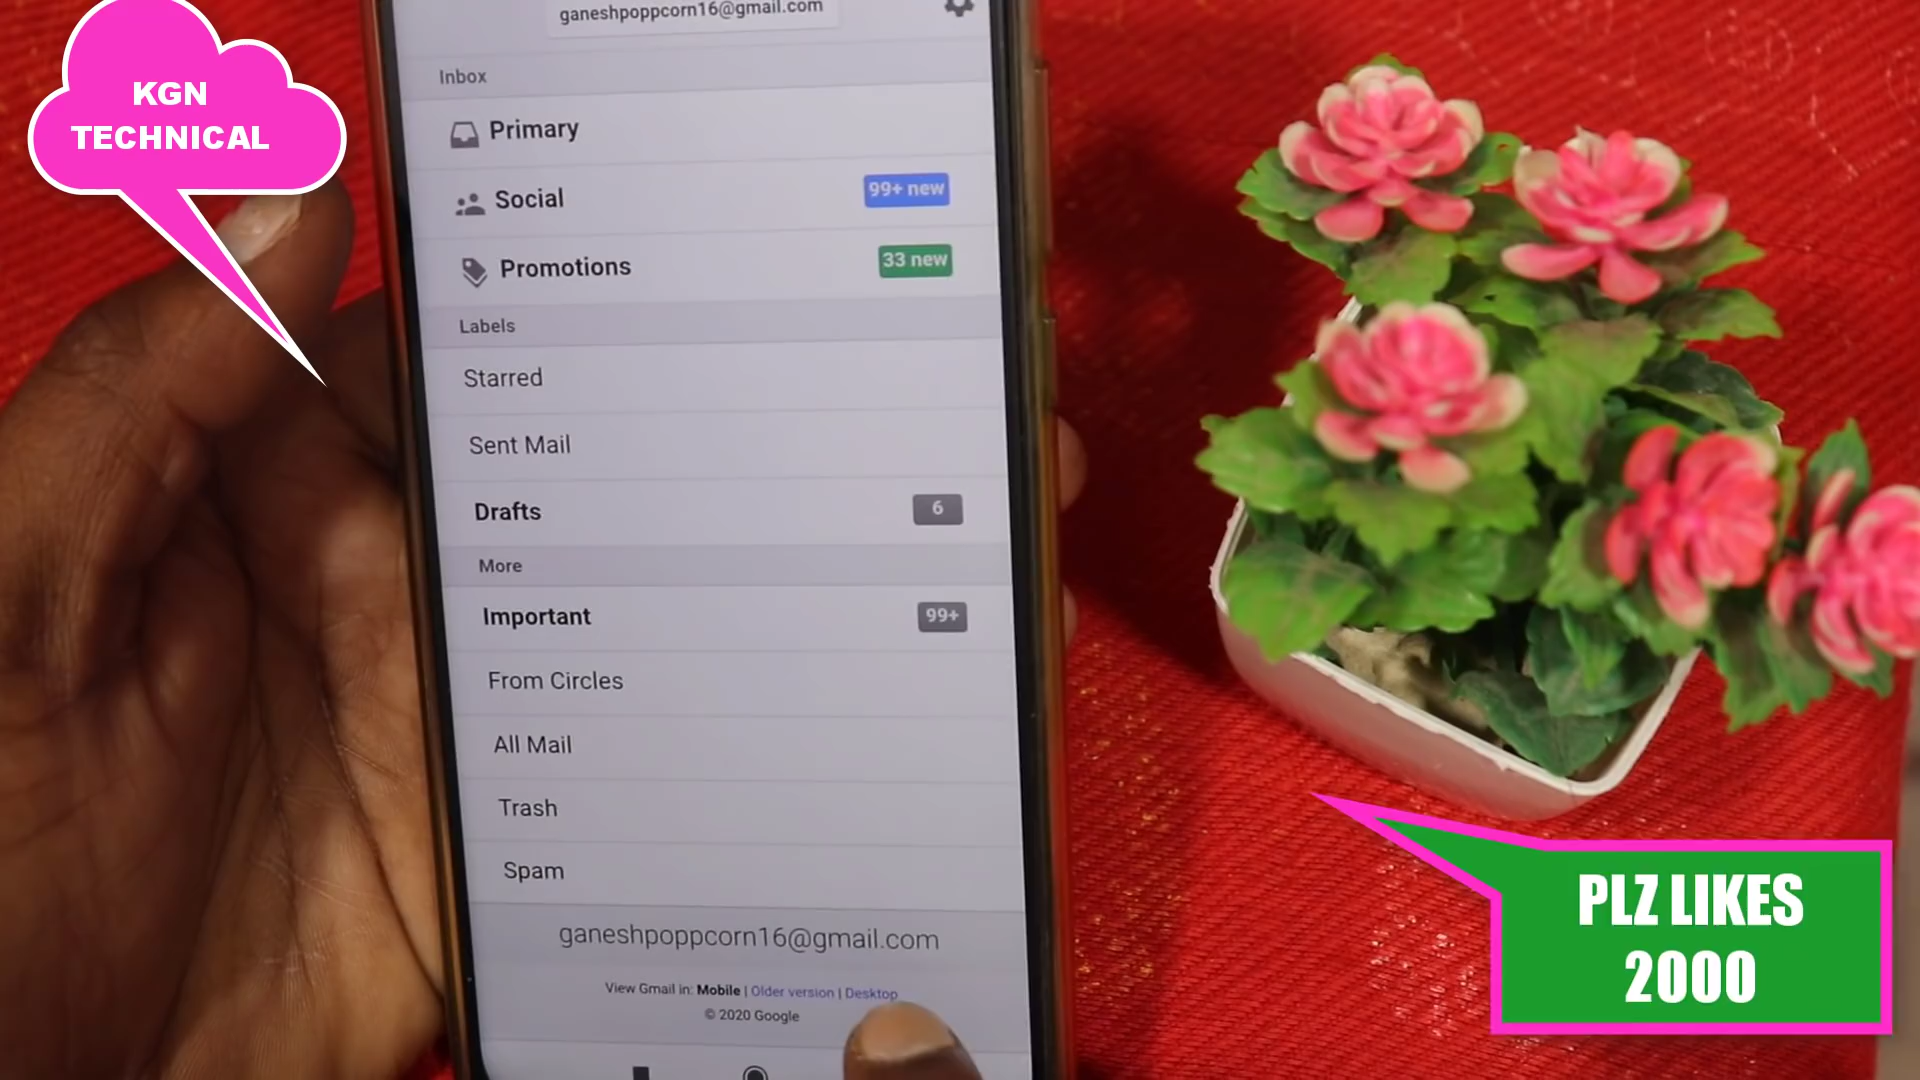 KGN
TECHNICAL
ganeshpoppcorn16@gmail.com
Inbox
Primary
Social 99+ new
Promotions 33 new
Labels
Starred
Sent Mail
Drafts 6
More
Important 99+
From Circles
All Mail
Trash
Spam
ganeshpoppcorn16@gmail.com
View Gmail in: Mobile | Older version | Desktop
© 2020 Google
PLZ LIKES
2000